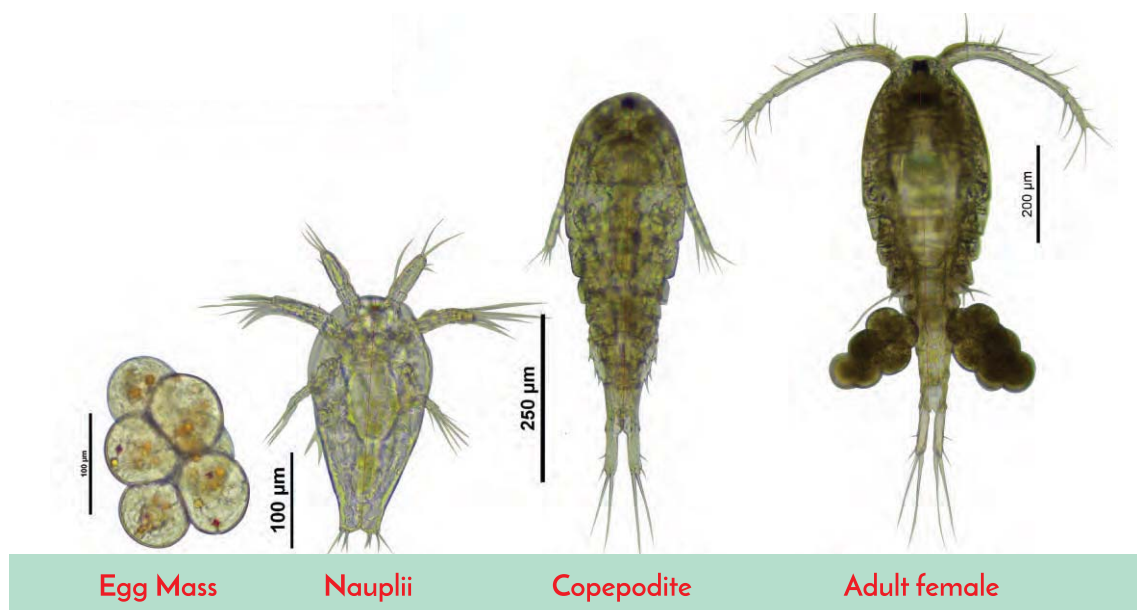 100 µm
100 µm
250 µm
200 µm
Egg Mass
Nauplii
Copepodite
Adult female